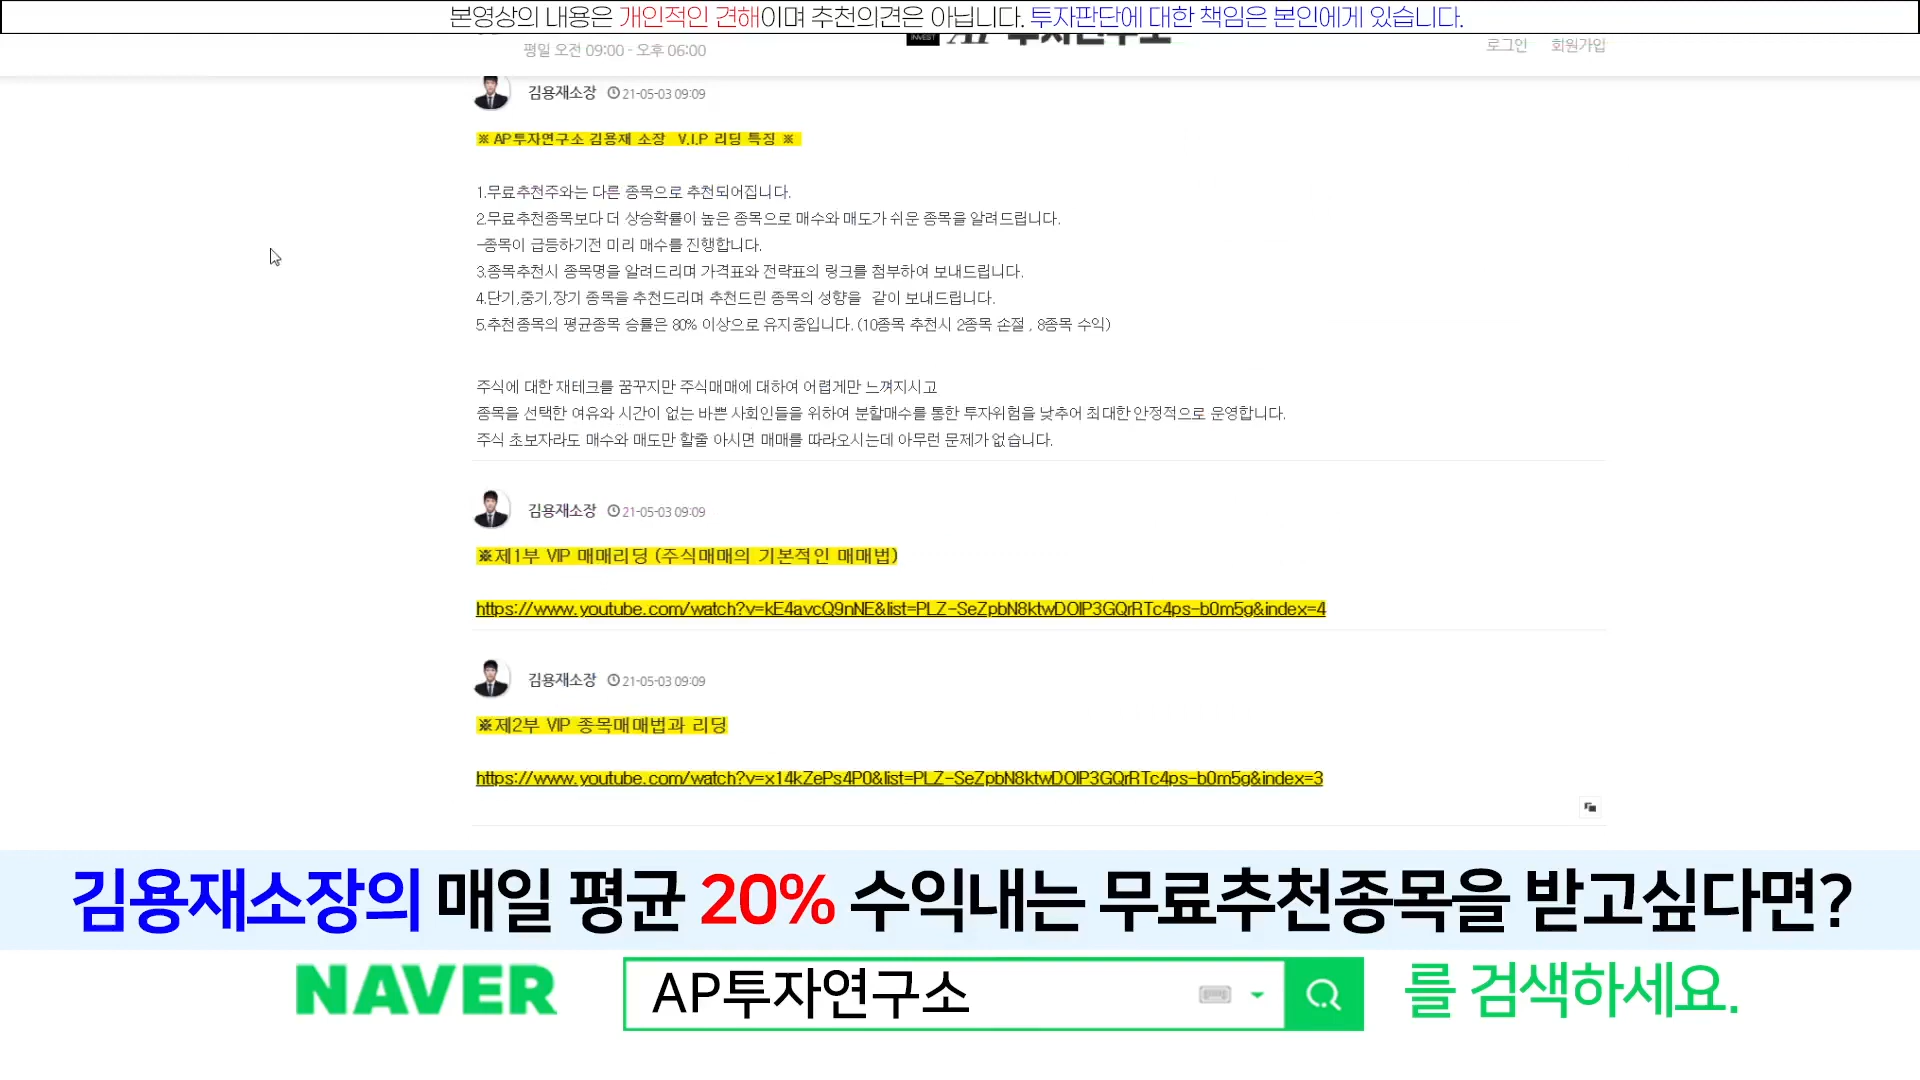 본영상의 내용은 개인적인 견해이며 추천의견은 아닙니다. 투자판단에 대한 책임은 본인에게 있습니다.
INVEST AP 투자연구소
평일 오전 09:00 - 오후 06:00
로그인 회원가입
김용재소장 21-05-03 09:09
※ AP투자연구소 김용재 소장 V.I.P 리딩 특징 ※
1.무료추천주와는 다른 종목으로 추천되어집니다.
2.무료추천종목보다 더 상승확률이 높은 종목으로 매수와 매도가 쉬운 종목을 알려드립니다.
-종목이 급등하기전 미리 매수를 진행합니다.
3.종목추천시 종목명을 알려드리며 가격표와 전략표의 링크를 첨부하여 보내드립니다.
4.단기,중기,장기 종목을 추천드리며 추천드린 종목의 성향을 같이 보내드립니다.
5.추천종목의 평균종목 승률은 80% 이상으로 유지중입니다. (10종목 추천시 2종목 손절 , 8종목 수익)
주식에 대한 재테크를 꿈꾸지만 주식매매에 대하여 어렵게만 느껴지시고
종목을 선택한 여유와 시간이 없는 바쁜 사회인들을 위하여 분할매수를 통한 투자위험을 낮추어 최대한 안정적으로 운영합니다.
주식 초보자라도 매수와 매도만 할줄 아시면 매매를 따라오시는데 아무런 문제가 없습니다.
김용재소장 21-05-03 09:09
※제1부 VIP 매매리딩 (주식매매의 기본적인 매매법)
https://www.youtube.com/watch?v=kE4avcQ9nNE&list=PLZ-SeZpbN8ktwDOlP3GQrRTc4ps-b0m5g&index=4
김용재소장 21-05-03 09:09
※제2부 VIP 종목매매법과 리딩
https://www.youtube.com/watch?v=x14kZePs4P0&list=PLZ-SeZpbN8ktwDOlP3GQrRTc4ps-b0m5g&index=3
김용재소장의 매일 평균 20% 수익내는 무료추천종목을 받고싶다면?
NAVER AP투자연구소 를 검색하세요.